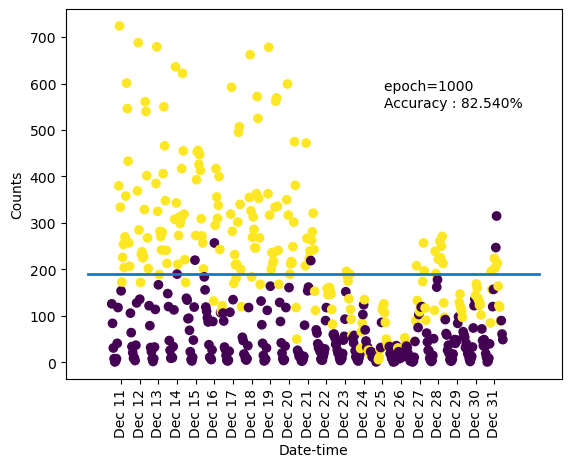 700
600
500
400
300
200
100
0
Counts
epoch=1000
Accuracy : 82.540%
Dec 11
Dec 12
Dec 13
Dec 14
Dec 15
Dec 16
Dec 17
Dec 18
Dec 19
Dec 20
Dec 21
Dec 22
Dec 23
Dec 24
Dec 25
Dec 26
Dec 27
Dec 28
Dec 29
Dec 30
Dec 31
Date-time